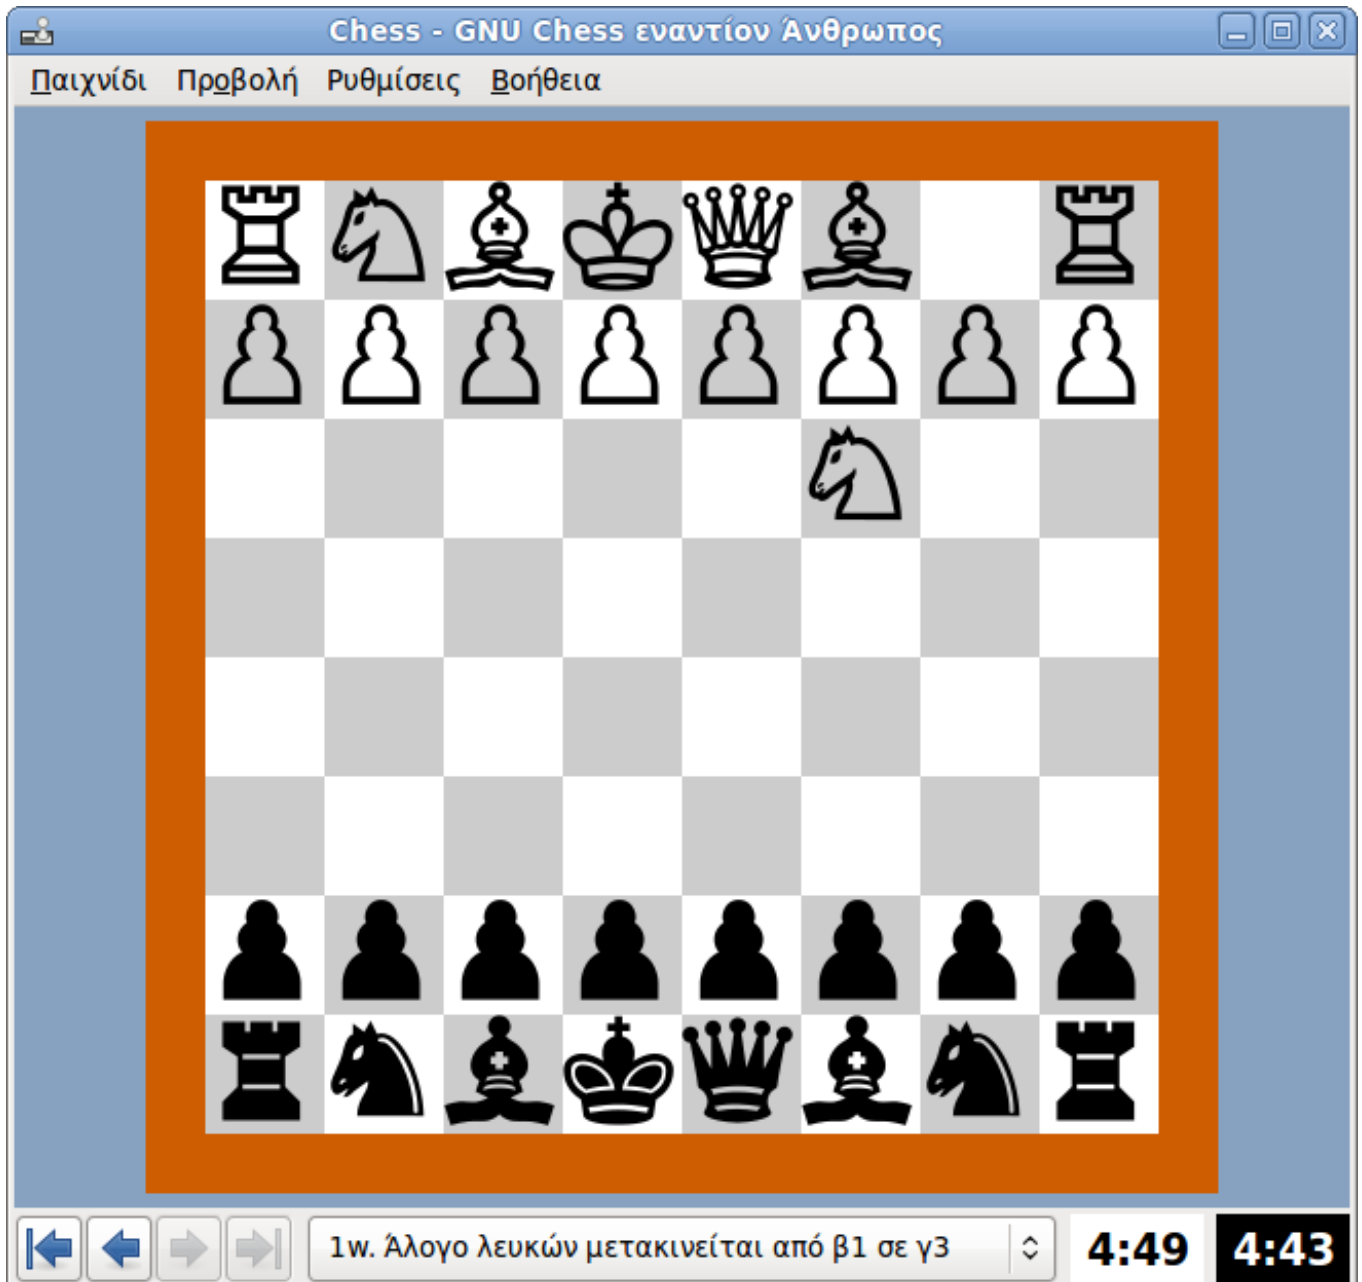 Chess - GNU Chess εναντίον Άνθρωπος
Παιχνίδι Προβολή Ρυθμίσεις Βοήθεια
1w. Άλογο λευκών μετακινείται από β1 σε γ3 4:49 4:43